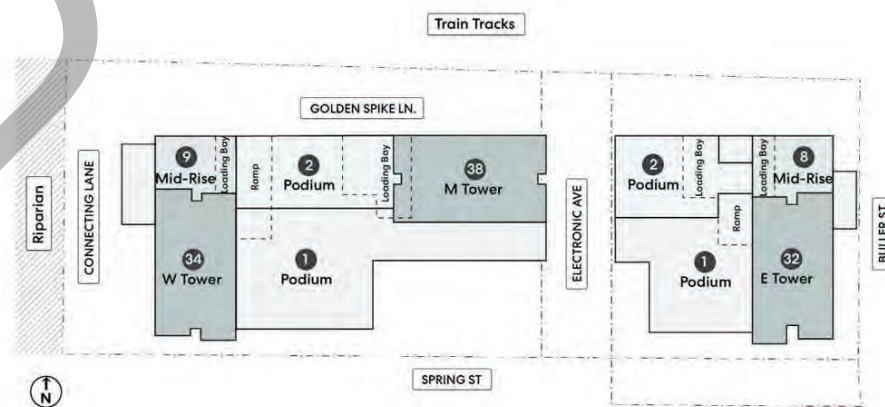 Train Tracks
GOLDEN SPIKE LN.
Riparian
CONNECTING LANE
9
Mid-Rise
Loading Bay
Ramp
2
Podium
Loading Bay
38
M Tower
34
W Tower
1
Podium
ELECTRONIC AVE
2
Podium
Loading Bay
Loading Bay
8
Mid-Rise
Ramp
1
Podium
32
E Tower
BULLER ST.
SPRING ST
N